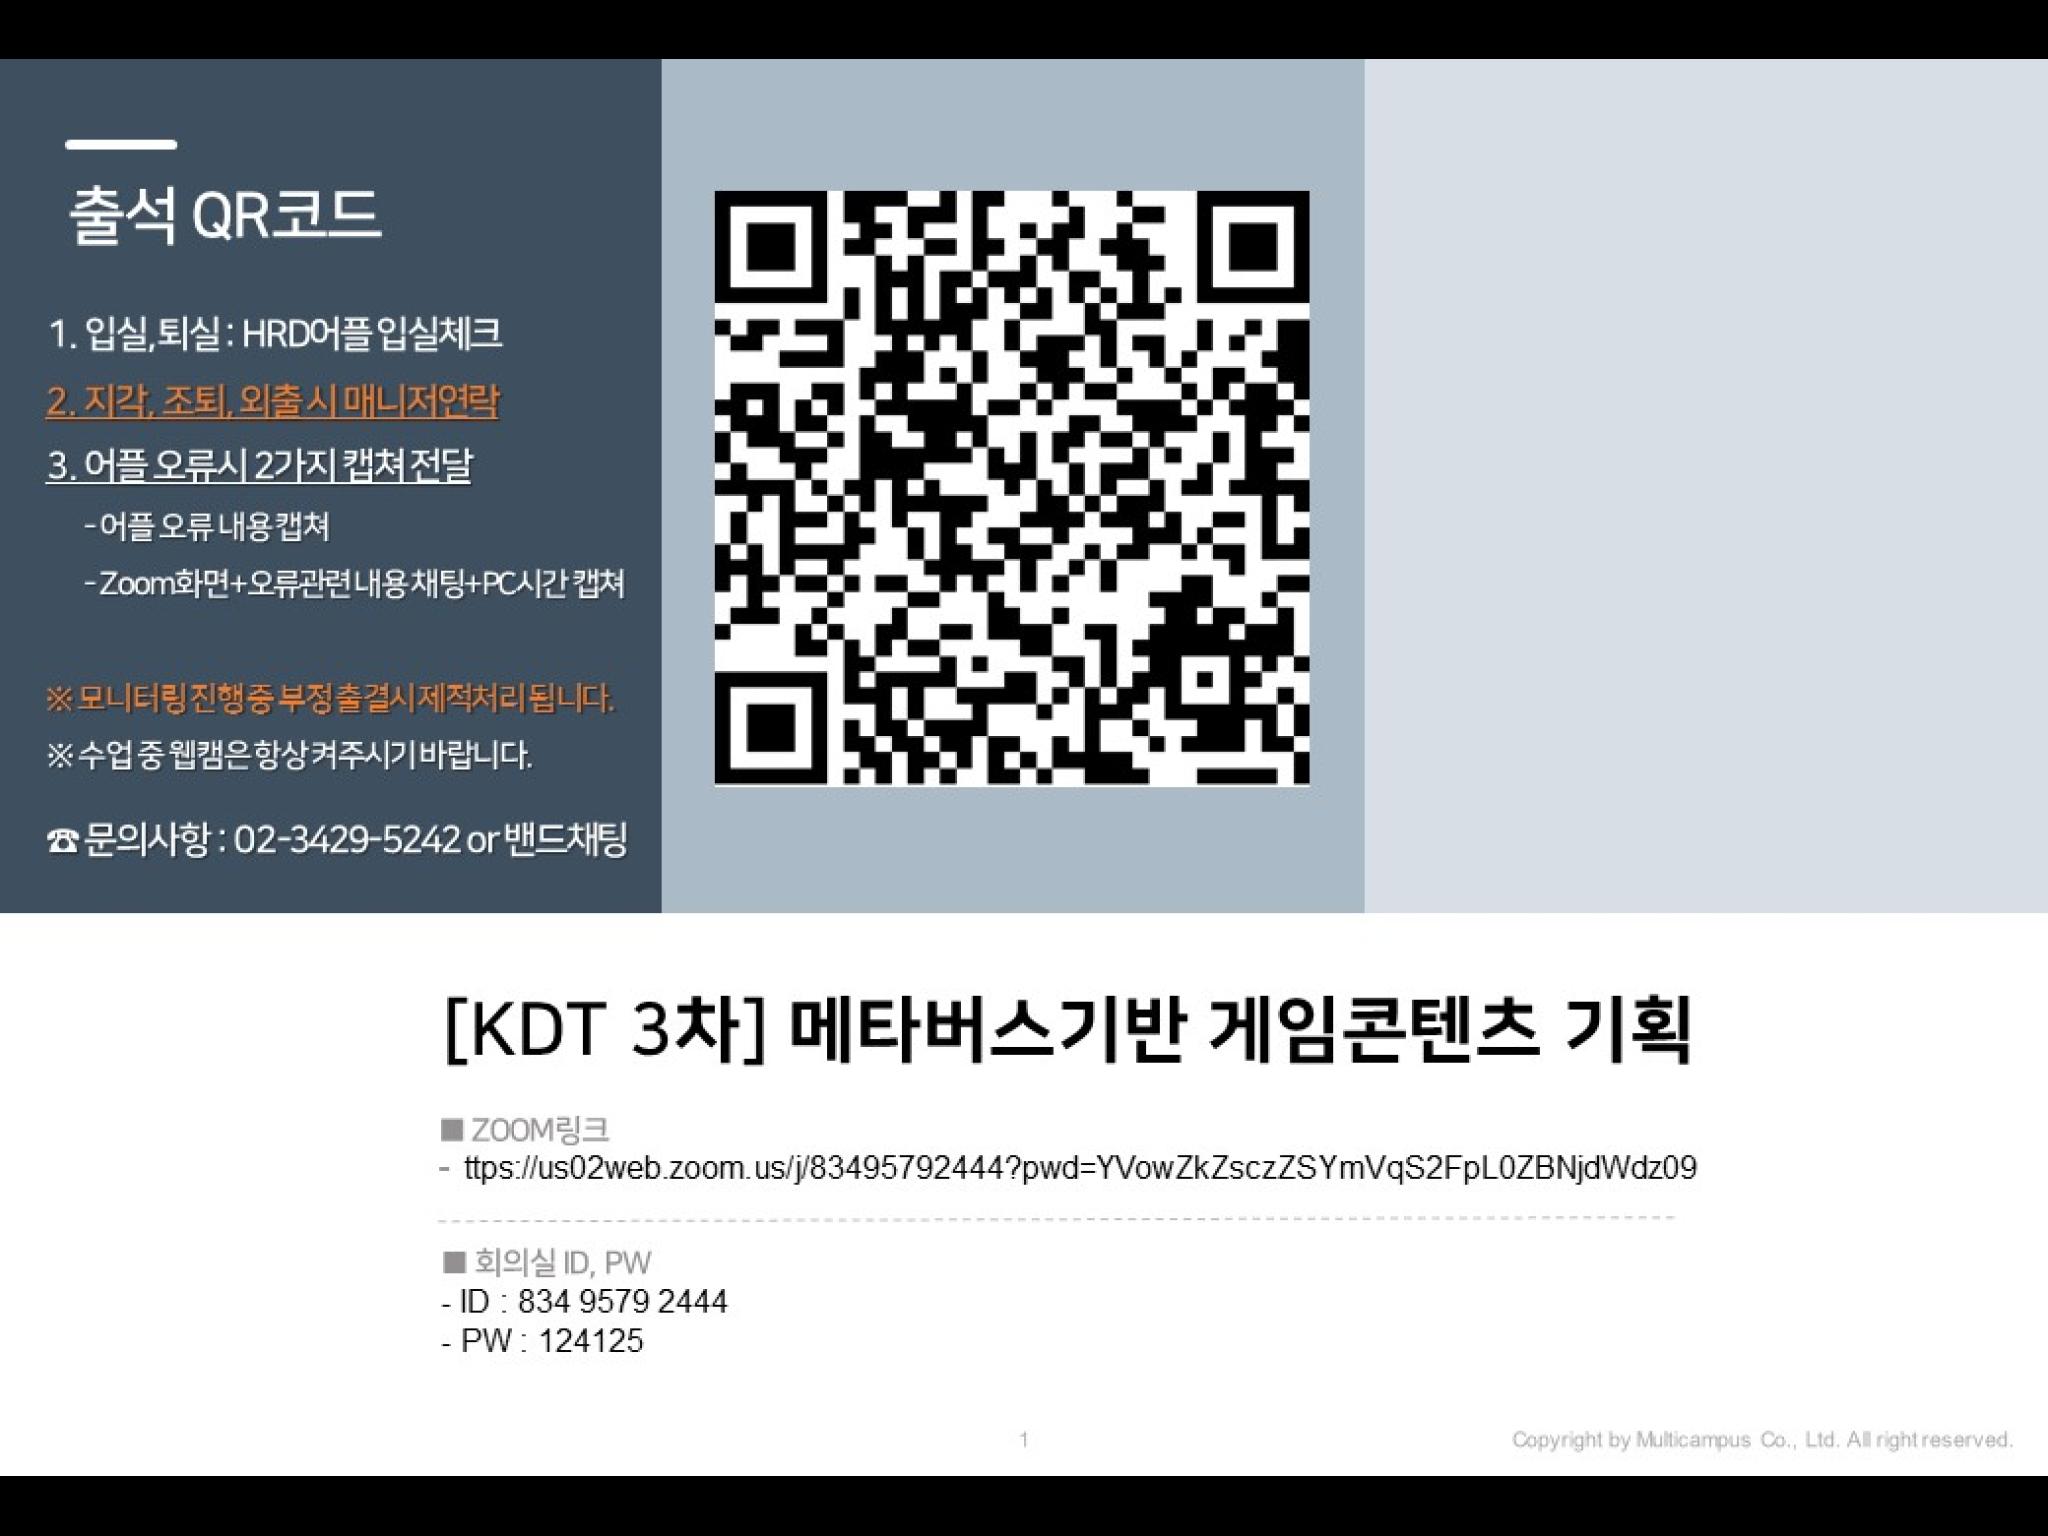 출석 QR코드
1. 입실,퇴실 : HRD어플 입실체크
2. 지각, 조퇴, 외출 시 매니저연락
3. 어플 오류시 2가지 캡쳐 전달
- 어플 오류 내용 캡쳐
- Zoom화면+오류관련 내용 채팅+PC시간 캡쳐
※ 모니터링 진행 중 부정 출결시 제적처리 됩니다.
※ 수업 중 웹캠은 항상 켜주시기 바랍니다.
☎ 문의사항 : 02-3429-5242 or 밴드채팅
[KDT 3차] 메타버스기반 게임콘텐츠 기획
■ ZOOM링크
- ttps://us02web.zoom.us/j/83495792444?pwd=YVowZkZsczZSYmVqS2FpL0ZBNjdWdz09
■ 회의실 ID, PW
- ID : 834 9579 2444
- PW : 124125
1
Copyright by Multicampus Co., Ltd. All right reserved.